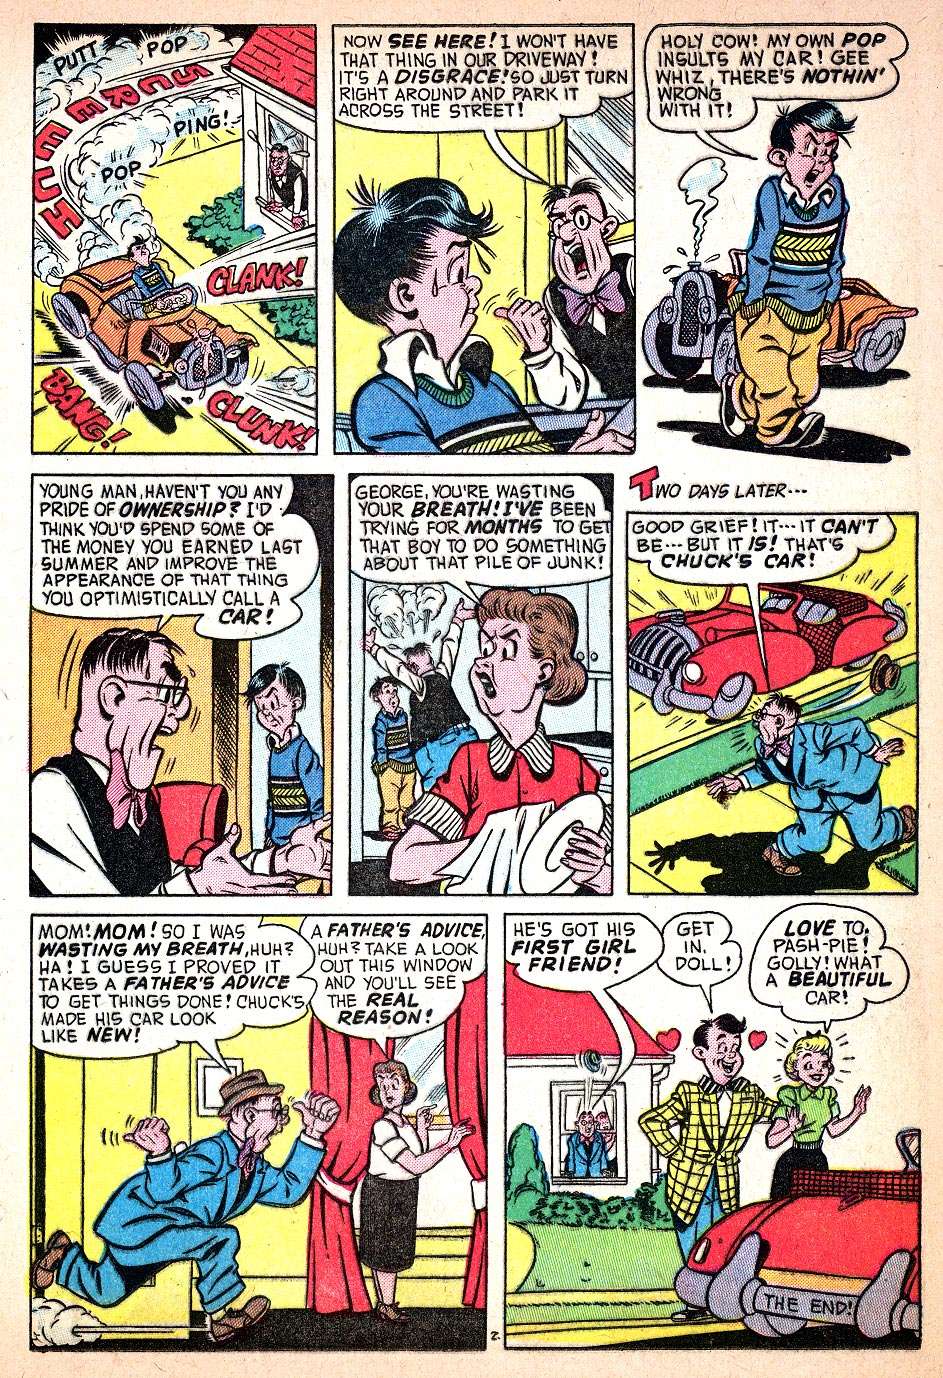 PUTT
POP
SCREEECH
PING!
POP
CLANK!
BANG!
CLUNK!
NOW SEE HERE! I WON'T HAVE
THAT THING IN OUR DRIVEWAY!
IT'S A DISGRACE! SO JUST TURN
RIGHT AROUND AND PARK IT
ACROSS THE STREET!
HOLY COW! MY OWN POP
INSULTS MY CAR! GEE
WHIZ, THERE'S NOTHIN'
WRONG
WITH IT!
YOUNG MAN, HAVEN'T YOU ANY
PRIDE OF OWNERSHIP? I'D
THINK YOU'D SPEND SOME OF
THE MONEY YOU EARNED LAST
SUMMER AND IMPROVE THE
APPEARANCE OF THAT THING
YOU OPTIMISTICALLY CALL A
CAR!
GEORGE, YOU'RE WASTING
YOUR BREATH! I'VE BEEN
TRYING FOR MONTHS TO GET
THAT BOY TO DO SOMETHING
ABOUT THAT PILE OF JUNK!
TWO DAYS LATER---
GOOD GRIEF! IT--- IT CAN'T
BE--- BUT IT IS! THAT'S
CHUCK'S CAR!
MOM! MOM! SO I WAS
WASTING MY BREATH, HUH?
HA! I GUESS I PROVED IT
TAKES A FATHER'S ADVICE
TO GET THINGS DONE! CHUCK'S
MADE HIS CAR LOOK
LIKE NEW!
A FATHER'S ADVICE,
HUH? TAKE A LOOK
OUT THIS WINDOW
AND YOU'LL SEE
THE REAL
REASON!
HE'S GOT HIS
FIRST GIRL
FRIEND!
GET
IN.
DOLL!
LOVE TO,
PASH-PIE!
GOLLY! WHAT
A BEAUTIFUL
CAR!
THE END!
2.